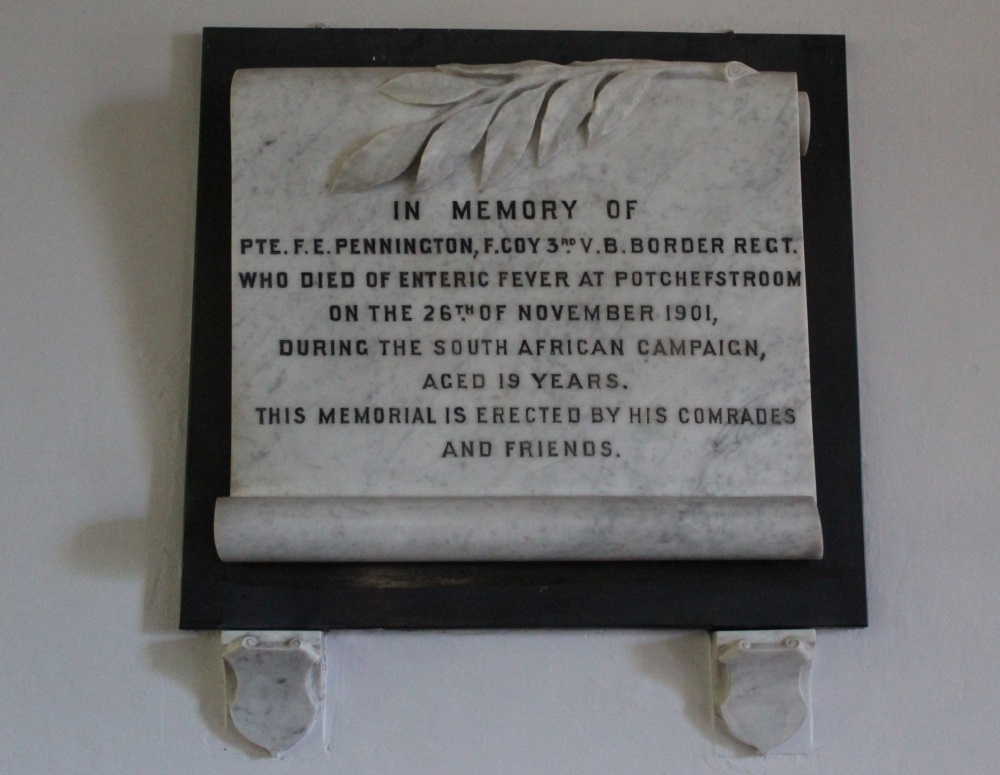 IN MEMORY OF
PTE. F. E. PENNINGTON, F. COY 3RD V. B. BORDER REGT.
WHO DIED OF ENTERIC FEVER AT POTCHEFSTROOM
ON THE 26TH OF NOVEMBER 1901,
DURING THE SOUTH AFRICAN CAMPAIGN,
AGED 19 YEARS.
THIS MEMORIAL IS ERECTED BY HIS COMRADES
AND FRIENDS.